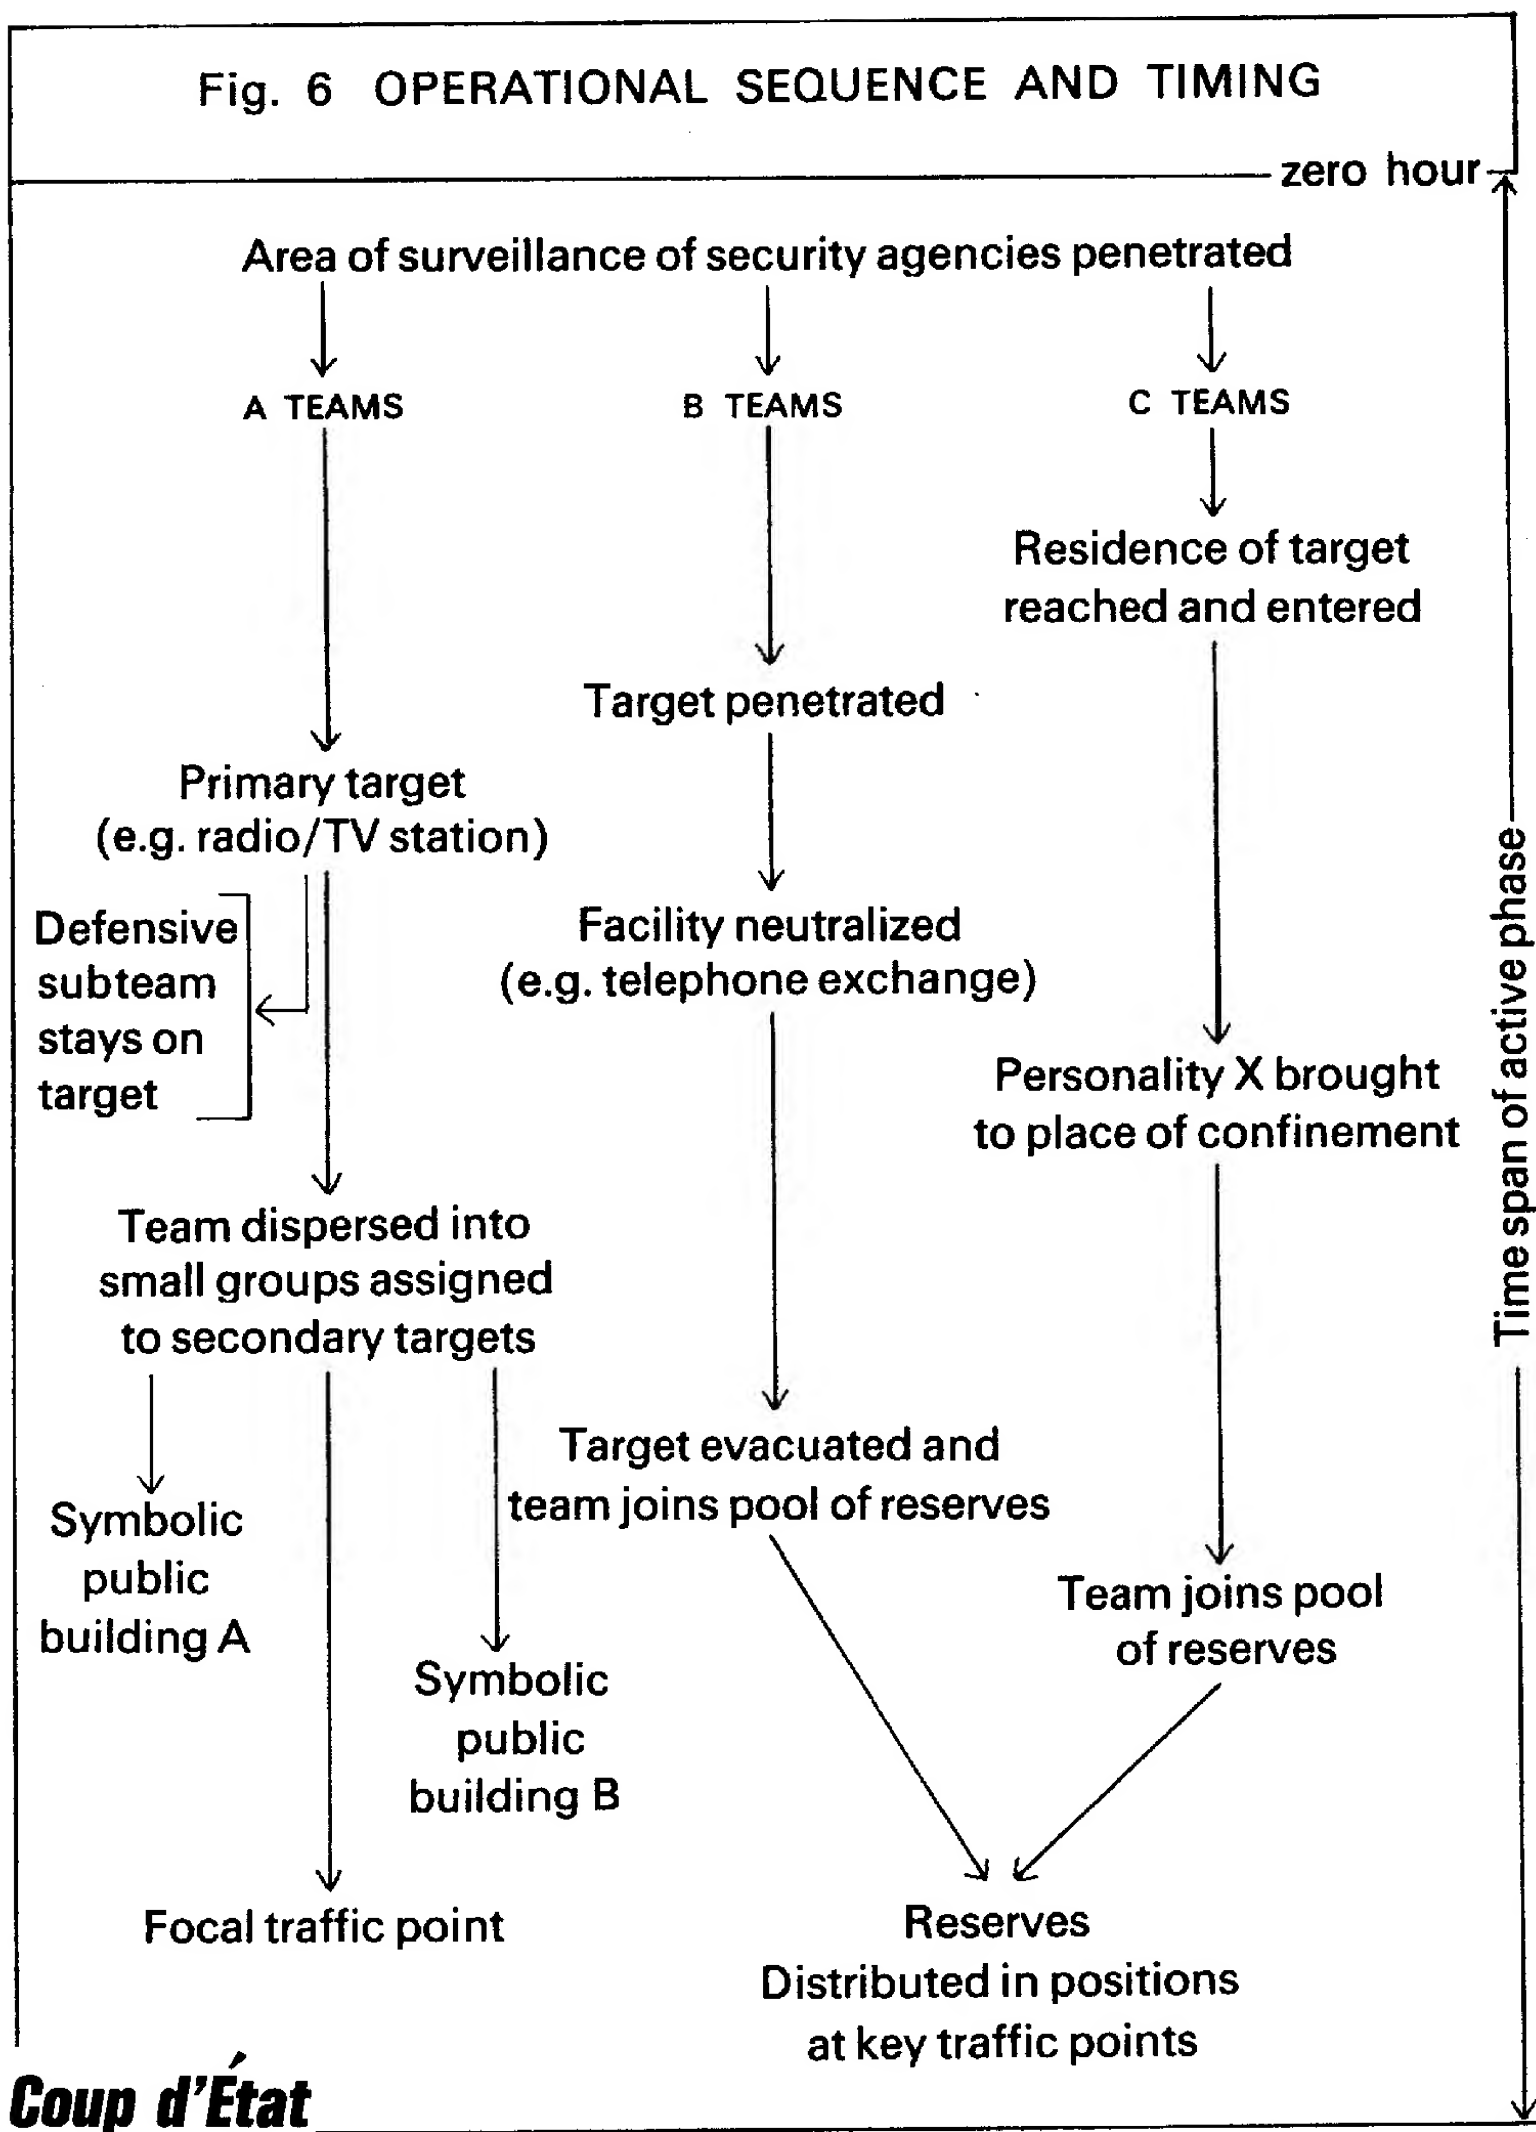 Fig. 6 OPERATIONAL SEQUENCE AND TIMING
zero hour
Area of surveillance of security agencies penetrated
A TEAMS
B TEAMS
C TEAMS
Residence of target
reached and entered
Target penetrated
Primary target
(e.g. radio/TV station)
Defensive
subteam
stays on
target
Facility neutralized
(e.g. telephone exchange)
Personality X brought
to place of confinement
Team dispersed into
small groups assigned
to secondary targets
Target evacuated and
team joins pool of reserves
Symbolic
public
building A
Team joins pool
of reserves
Symbolic
public
building B
Focal traffic point
Reserves
Distributed in positions
at key traffic points
Time span of active phase
Coup d'État